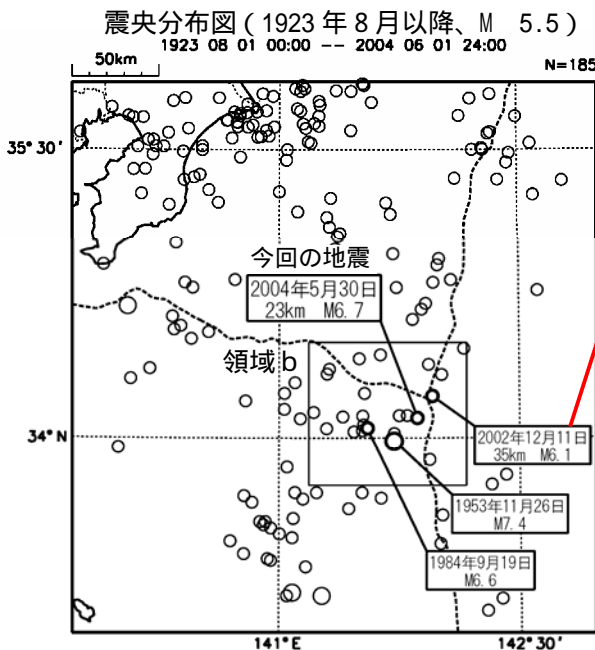 震央分布図(1923年8月以降、M 5.5)
1923 08 01 00:00 -- 2004 06 01 24:00
50km
N=185
35°30'
今回の地震
2004年5月30日
23km M6.7
領域b
34°N
2002年12月11日
35km M6.1
1953年11月26日
M7.4
1984年9月19日
M6.6
141°E
142°30'